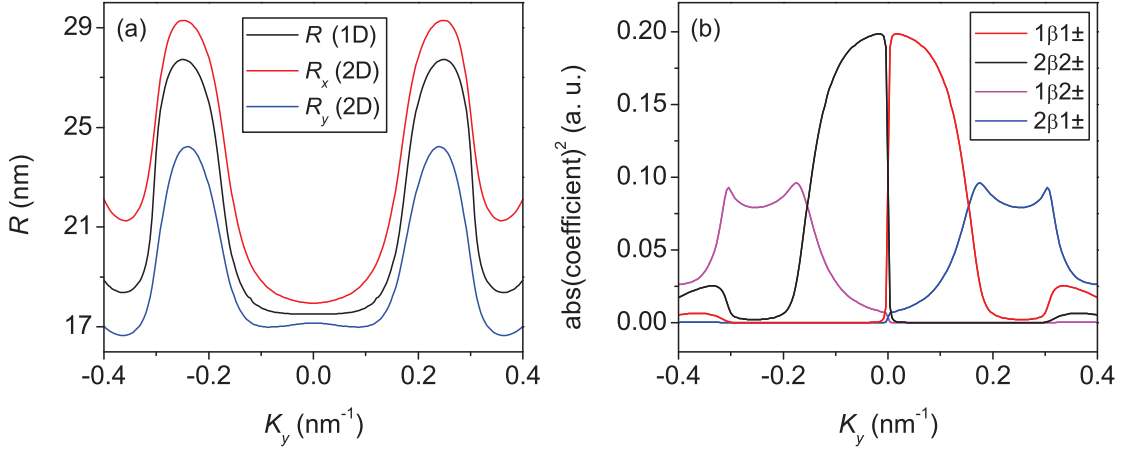 (a)
R (1D)
Rx (2D)
Ry (2D)
29
25
21
17
R (nm)
-0.4 -0.2 0.0 0.2 0.4
Ky (nm-1)
(b)
1β1±
2β2±
1β2±
2β1±
0.20
0.15
0.10
0.05
0.00
abs(coefficient)2 (a. u.)
-0.4 -0.2 0.0 0.2 0.4
Ky (nm-1)